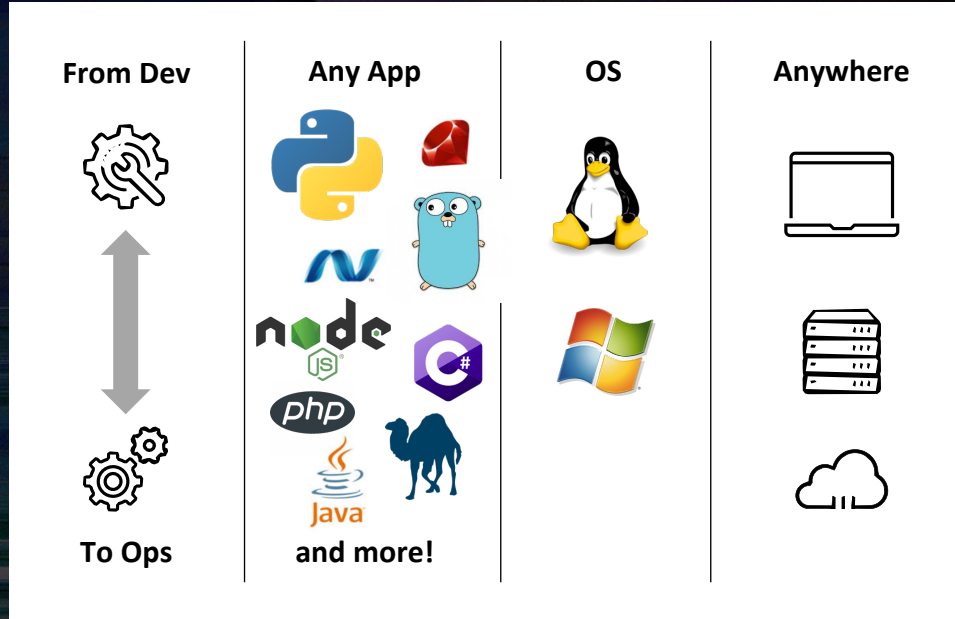 From Dev
To Ops
Any App
node
JS
®
C#
php
Java
and more!
OS
Anywhere